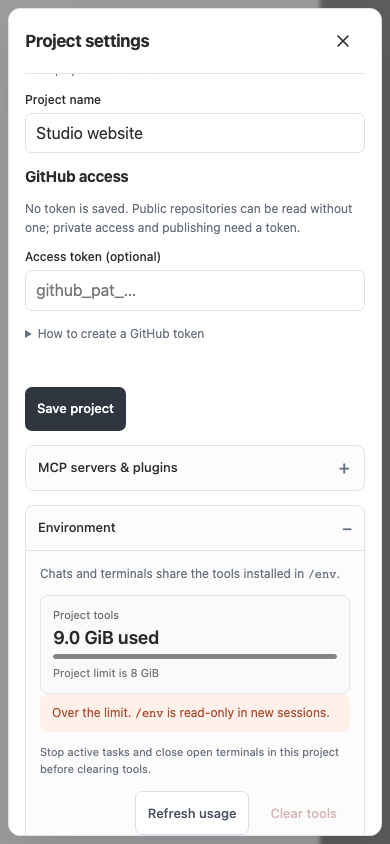 Project settings
Project name
Studio website
GitHub access
No token is saved. Public repositories can be read without
one; private access and publishing need a token.
Access token (optional)
github_pat_...
How to create a GitHub token
Save project
MCP servers & plugins
Environment
Chats and terminals share the tools installed in /env.
Project tools
9.0 GiB used
Project limit is 8 GiB
Over the limit. /env is read-only in new sessions.
Stop active tasks and close open terminals in this project
before clearing tools.
Refresh usage
Clear tools